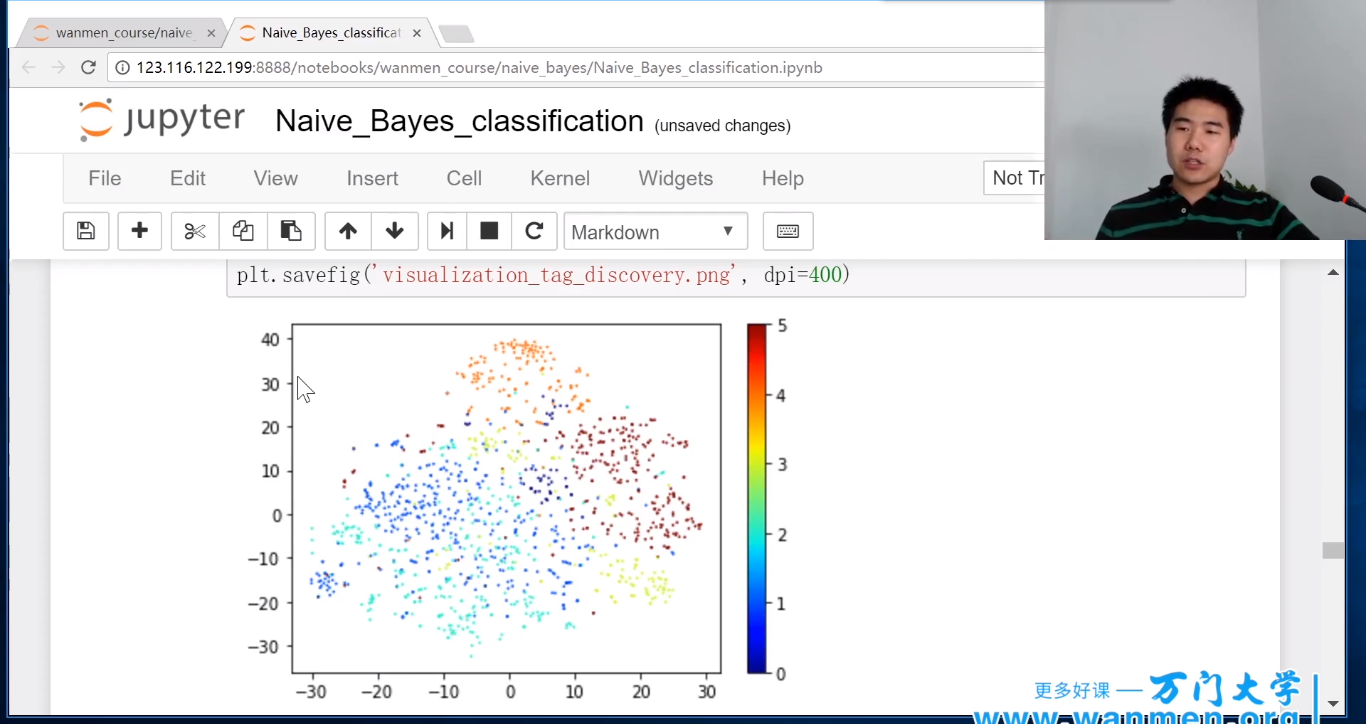 wanmen_course/naive_
Naive_Bayes_classificat
123.116.122.199:8888/notebooks/wanmen_course/naive_bayes/Naive_Bayes_classification.ipynb
jupyter Naive_Bayes_classification (unsaved changes)
File Edit View Insert Cell Kernel Widgets Help Not Tr
Markdown
plt.savefig('visualization_tag_discovery.png', dpi=400)
40
30
20
10
0
−10
−20
−30
−30 −20 −10 0 10 20 30
5
4
3
2
1
0
更多好课 — 万门大学
www.wanmen.org